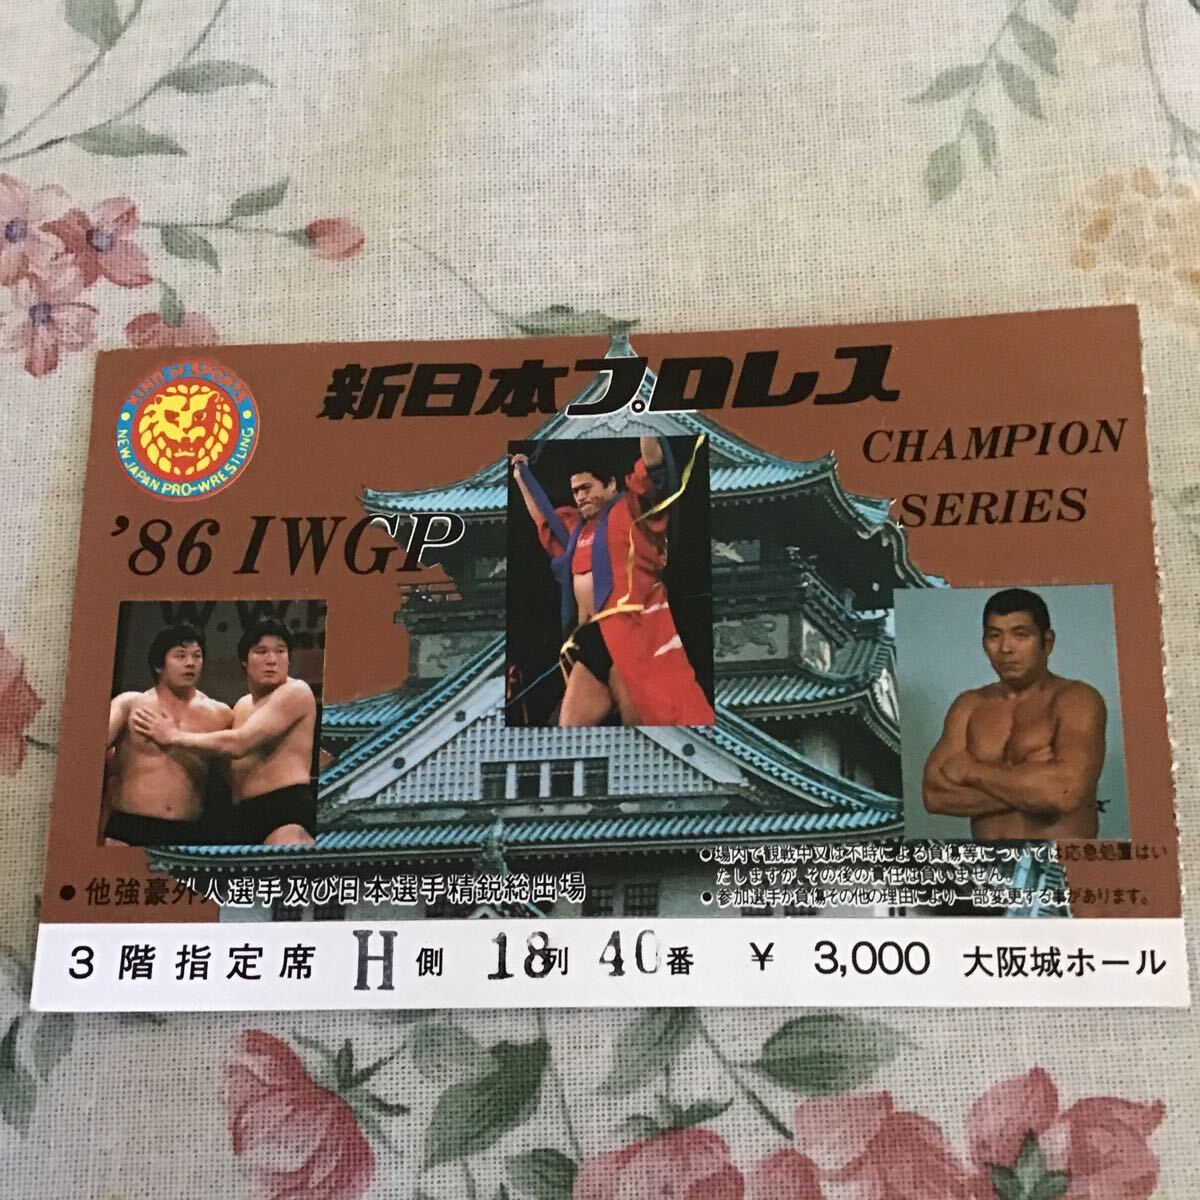 KING OF SPORTS
NEW JAPAN PRO-WRESTLING
新日本プロレス
CHAMPION
SERIES
'86 IWGP
W.W.F
●他強豪外人選手及び日本選手精鋭総出場
●場内で観戦中又は不時による負傷等については応急処置はい
たしますが、その後の責任は負いません。
●参加選手が負傷その他の理由により一部変更する事があります。
3階指定席 H側 18列 40番 ¥3,000 大阪城ホール